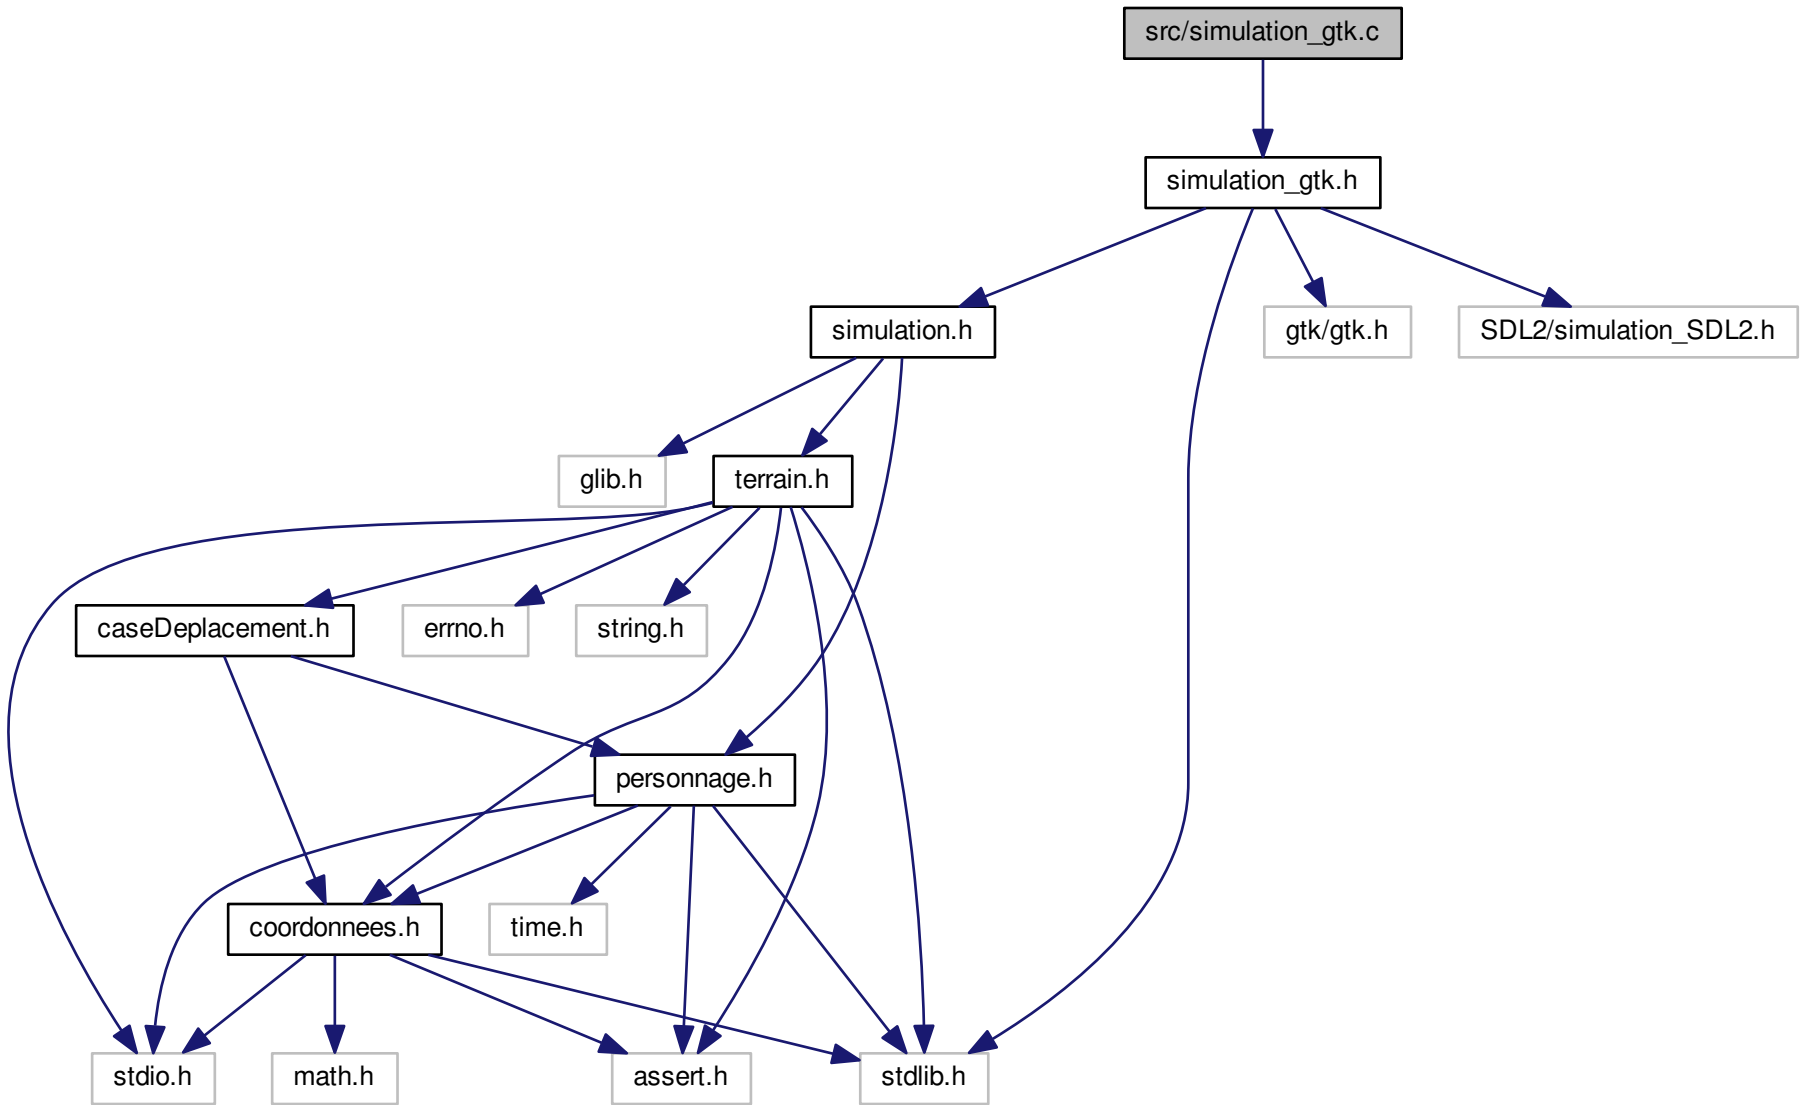 src/simulation_gtk.c
simulation_gtk.h
simulation.h
gtk/gtk.h
SDL2/simulation_SDL2.h
glib.h
terrain.h
caseDeplacement.h
errno.h
string.h
personnage.h
coordonnees.h
time.h
stdio.h
math.h
assert.h
stdlib.h